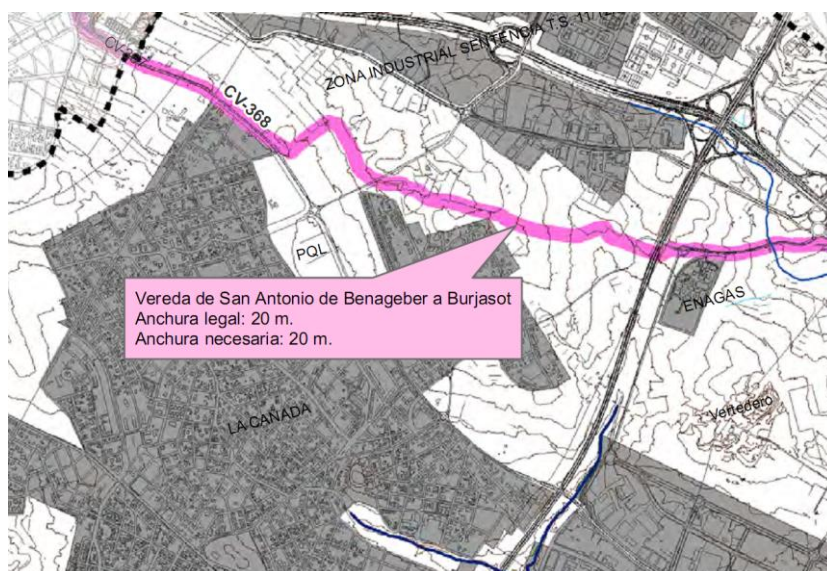 ZONA INDUSTRIAL SENTENCIA T.S. 11/
CV-368
PQL
Vereda de San Antonio de Benageber a Burjasot
Anchura legal: 20 m.
Anchura necesaria: 20 m.
ENAGAS
Vertedero
LA CAÑADA